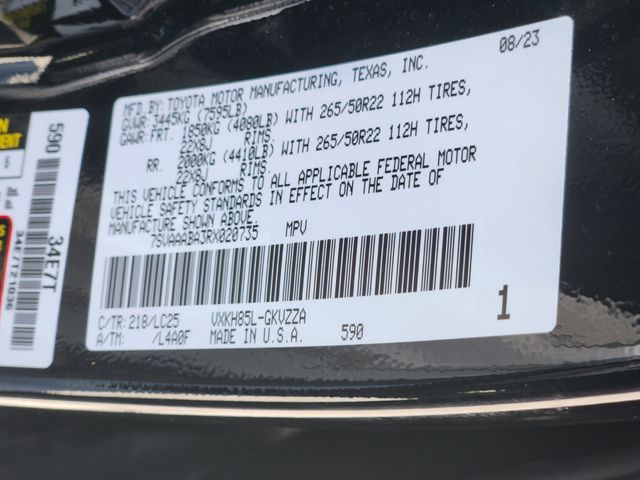 08/23
MFD.BY: TOYOTA MOTOR MANUFACTURING, TEXAS, INC.
GVWR: 3445KG (7595LB)
GAWR: FRT. 1850KG (4080LB) WITH 265/50R22 112H TIRES,
22X8J RIMS
RR. 2000KG (4410LB) WITH 265/50R22 112H TIRES,
22X8J RIMS
THIS VEHICLE CONFORMS TO ALL APPLICABLE FEDERAL MOTOR
VEHICLE SAFETY STANDARDS IN EFFECT ON THE DATE OF
MANUFACTURE SHOWN ABOVE.
7SVAAABA3RX020735 MPV
C/TR: 218/LC25 VXKH85L-GKVZZA
A/TM: /L4A0F MADE IN U.S.A. 590
1
590
34E7T
34E7T21036